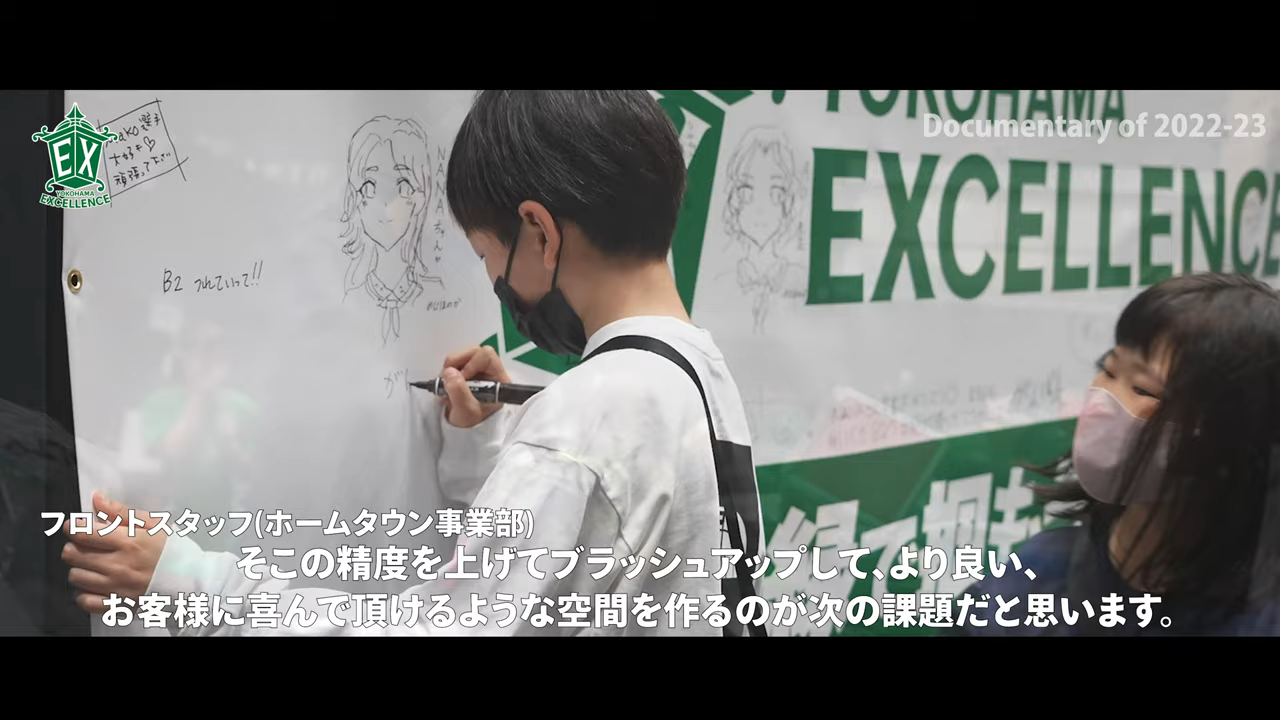 EX
YOKOHAMA
EXCELLENCE
Documentary of 2022-23
YOKOHAMA
EXCELLENCE
AKO選手
大好き♡
頑張って下さい
B2 つれていって!!
NANAちゃん
が
フロントスタッフ(ホームタウン事業部)
そこの精度を上げてブラッシュアップして、より良い、
お客様に喜んで頂けるような空間を作るのが次の課題だと思います。